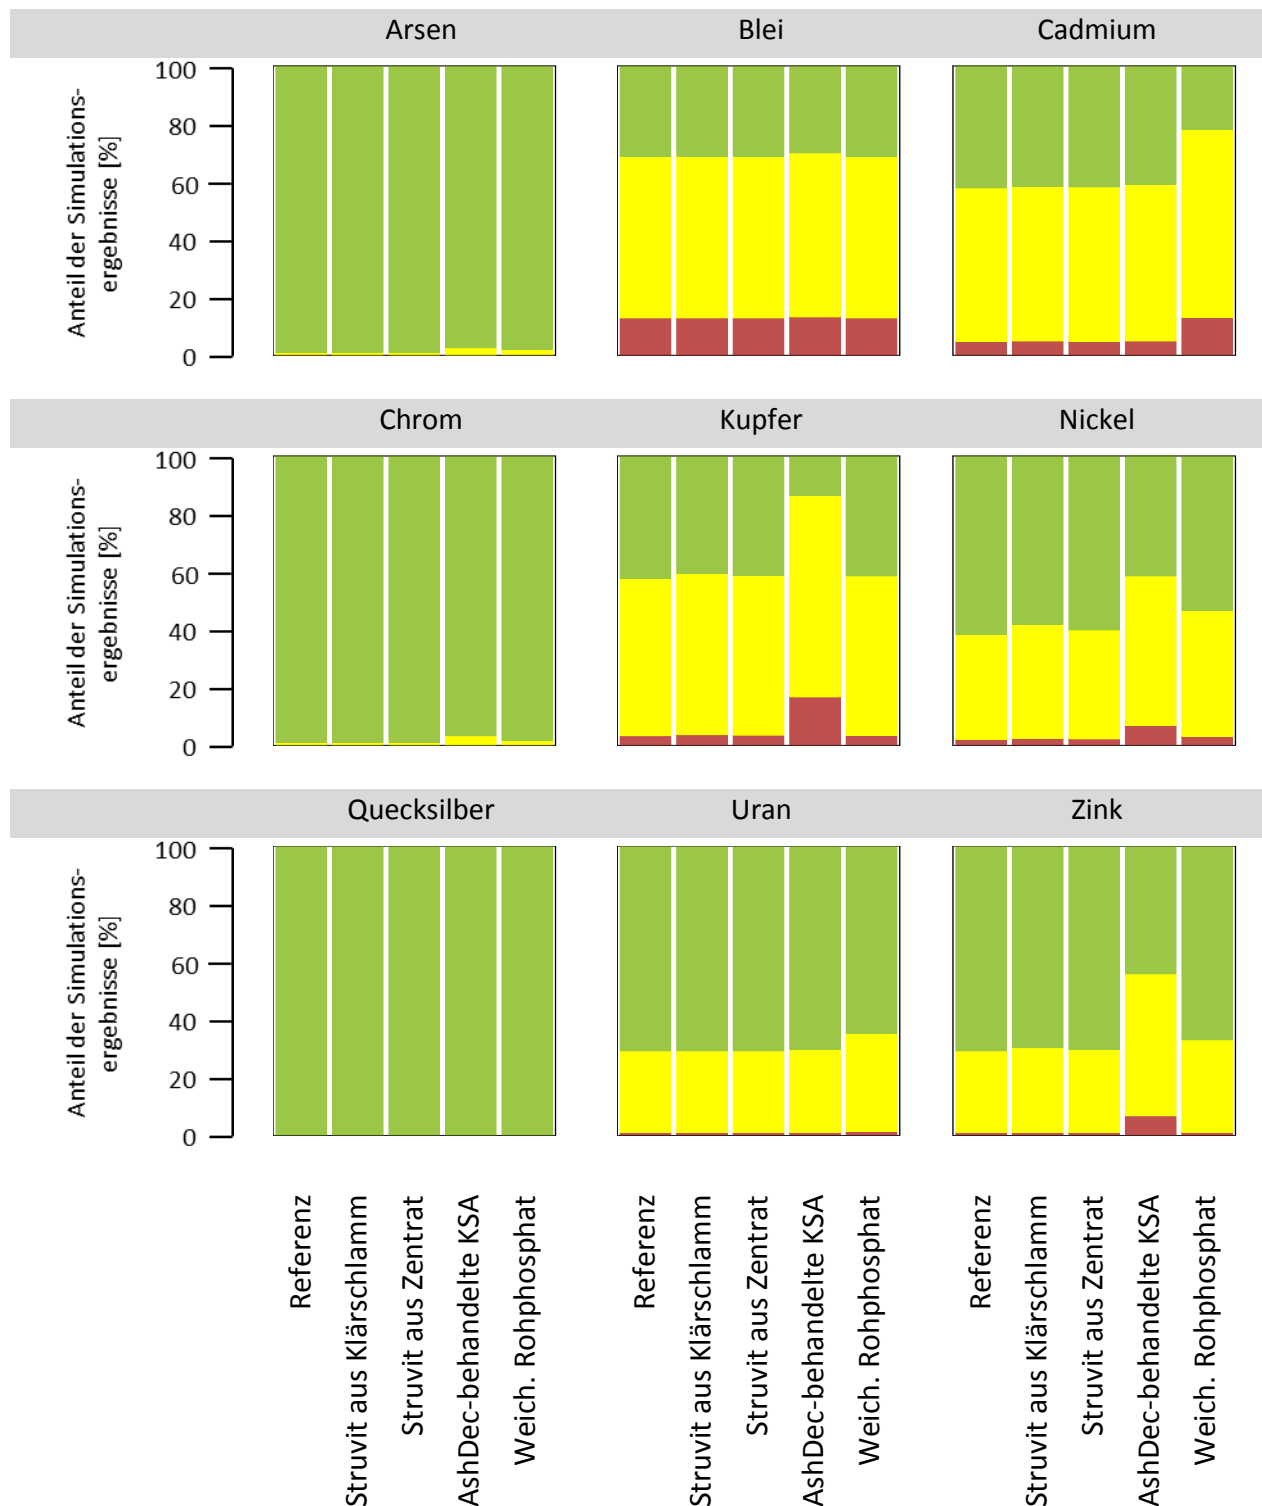 Arsen Blei Cadmium
Anteil der Simulations-
ergebnisse [%]
100
80
60
40
20
0
Chrom Kupfer Nickel
Anteil der Simulations-
ergebnisse [%]
100
80
60
40
20
0
Quecksilber Uran Zink
Anteil der Simulations-
ergebnisse [%]
100
80
60
40
20
0
Referenz
Struvit aus Klärschlamm
Struvit aus Zentrat
AshDec-behandelte KSA
Weich. Rohphosphat
Referenz
Struvit aus Klärschlamm
Struvit aus Zentrat
AshDec-behandelte KSA
Weich. Rohphosphat
Referenz
Struvit aus Klärschlamm
Struvit aus Zentrat
AshDec-behandelte KSA
Weich. Rohphosphat